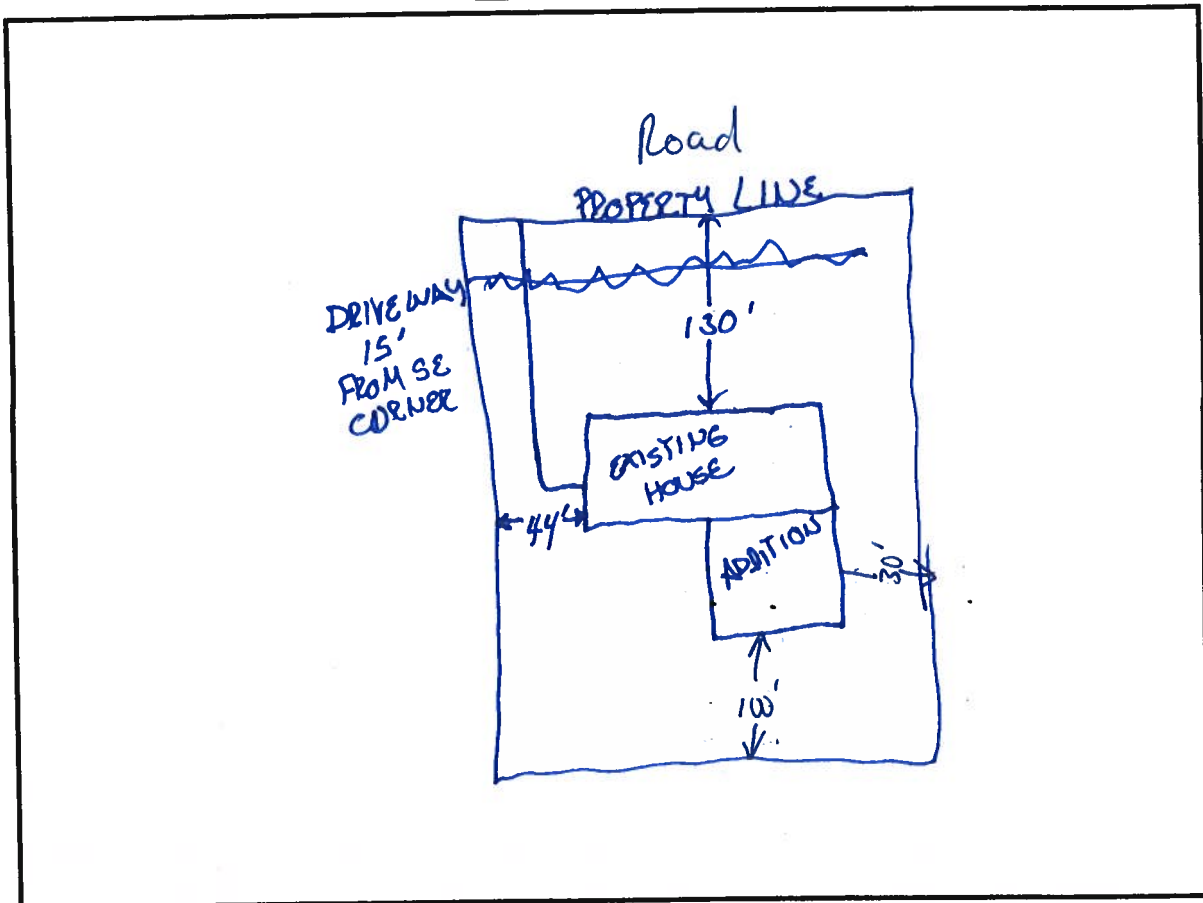 Road
PROPERTY LINE
DRIVEWAY
15'
FROM SE
CORNER
130'
EXISTING
HOUSE
44'
ADDITION
30'
100'